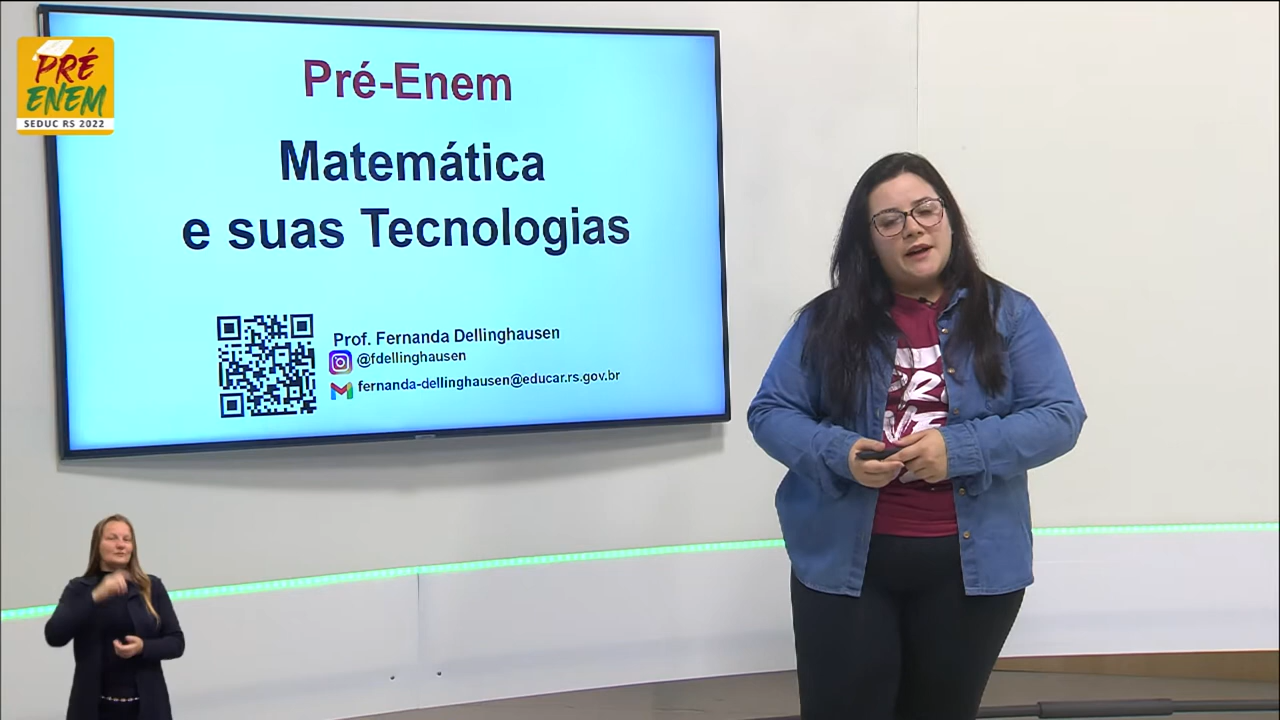 PRÉ
ENEM
SEDUC RS 2022
Pré-Enem
Matemática
e suas Tecnologias
Prof. Fernanda Dellinghausen
@fdellinghausen
fernanda-dellinghausen@educar.rs.gov.br